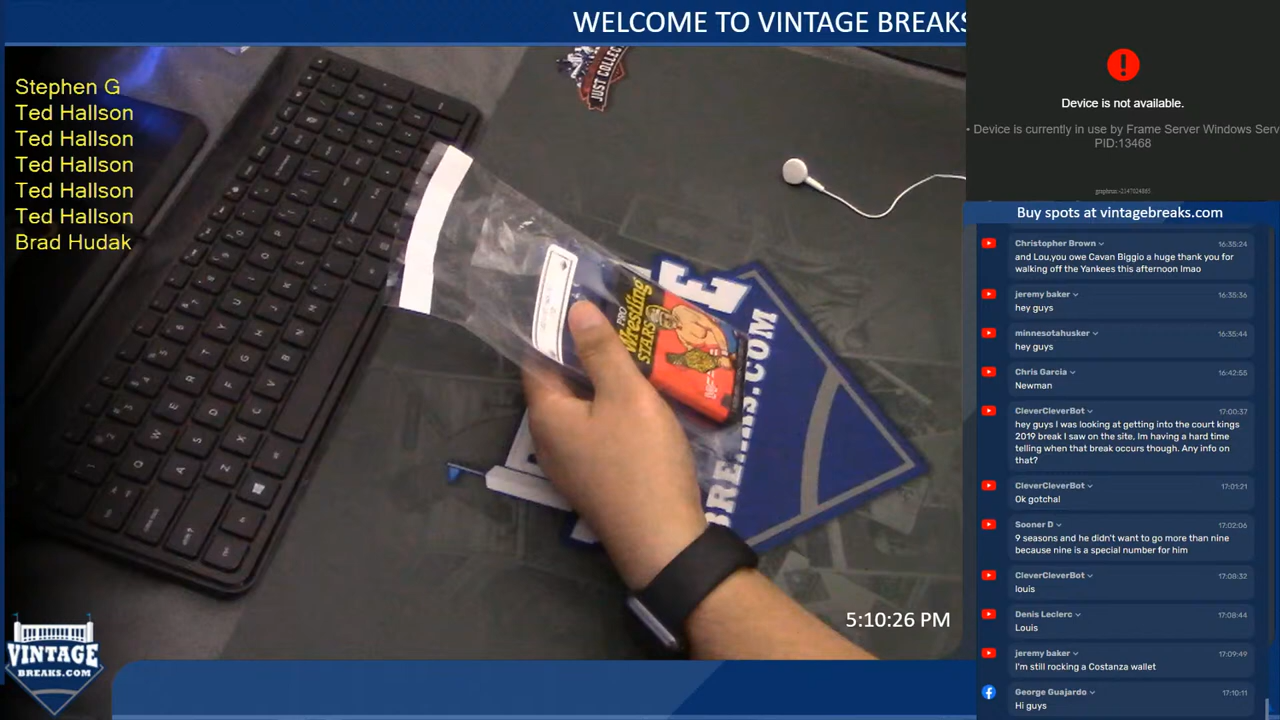 WELCOME TO VINTAGE BREAKS
Stephen G
Ted Hallson
Ted Hallson
Ted Hallson
Ted Hallson
Ted Hallson
Brad Hudak
JUST COLLEC
PRO
Wrestling
STARS
E
BREAKS.COM
5:10:26 PM
VINTAGE
BREAKS.COM
!
Device is not available.
• Device is currently in use by Frame Server Windows Serv
PID:13468
Buy spots at vintagebreaks.com
Christopher Brown 16:35:24
and Lou,you owe Cavan Biggio a huge thank you for
walking off the Yankees this afternoon lmao
jeremy baker 16:35:36
hey guys
minnesotahusker 16:35:44
hey guys
Chris Garcia 16:42:55
Newman
CleverCleverBot 17:00:37
hey guys I was looking at getting into the court kings
2019 break I saw on the site, Im having a hard time
telling when that break occurs though. Any info on
that?
CleverCleverBot 17:01:21
Ok gotcha!
Sooner D 17:02:06
9 seasons and he didn't want to go more than nine
because nine is a special number for him
CleverCleverBot 17:08:32
louis
Denis Leclerc 17:08:44
Louis
jeremy baker 17:09:49
I'm still rocking a Costanza wallet
George Guajardo 17:10:11
Hi guys